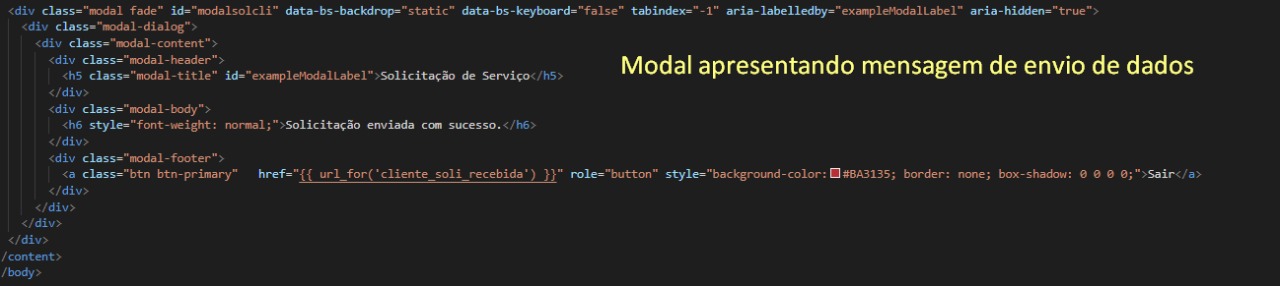 <div class="modal fade" id="modalsolcli" data-bs-backdrop="static" data-bs-keyboard="false" tabindex="-1" aria-labelledby="exampleModalLabel" aria-hidden="true">
<div class="modal-dialog">
<div class="modal-content">
<div class="modal-header">
<h5 class="modal-title" id="exampleModalLabel">Solicitação de Serviço</h5>
Modal apresentando mensagem de envio de dados
</div>
<div class="modal-body">
<h6 style="font-weight: normal;">Solicitação enviada com sucesso.</h6>
</div>
<div class="modal-footer">
<a class="btn btn-primary"   href="{{ url_for('cliente_soli_recebida') }}" role="button" style="background-color: #BA3135; border: none; box-shadow: 0 0 0 0;">Sair</a>
</div>
</div>
</div>
</div>
/content>
/body>